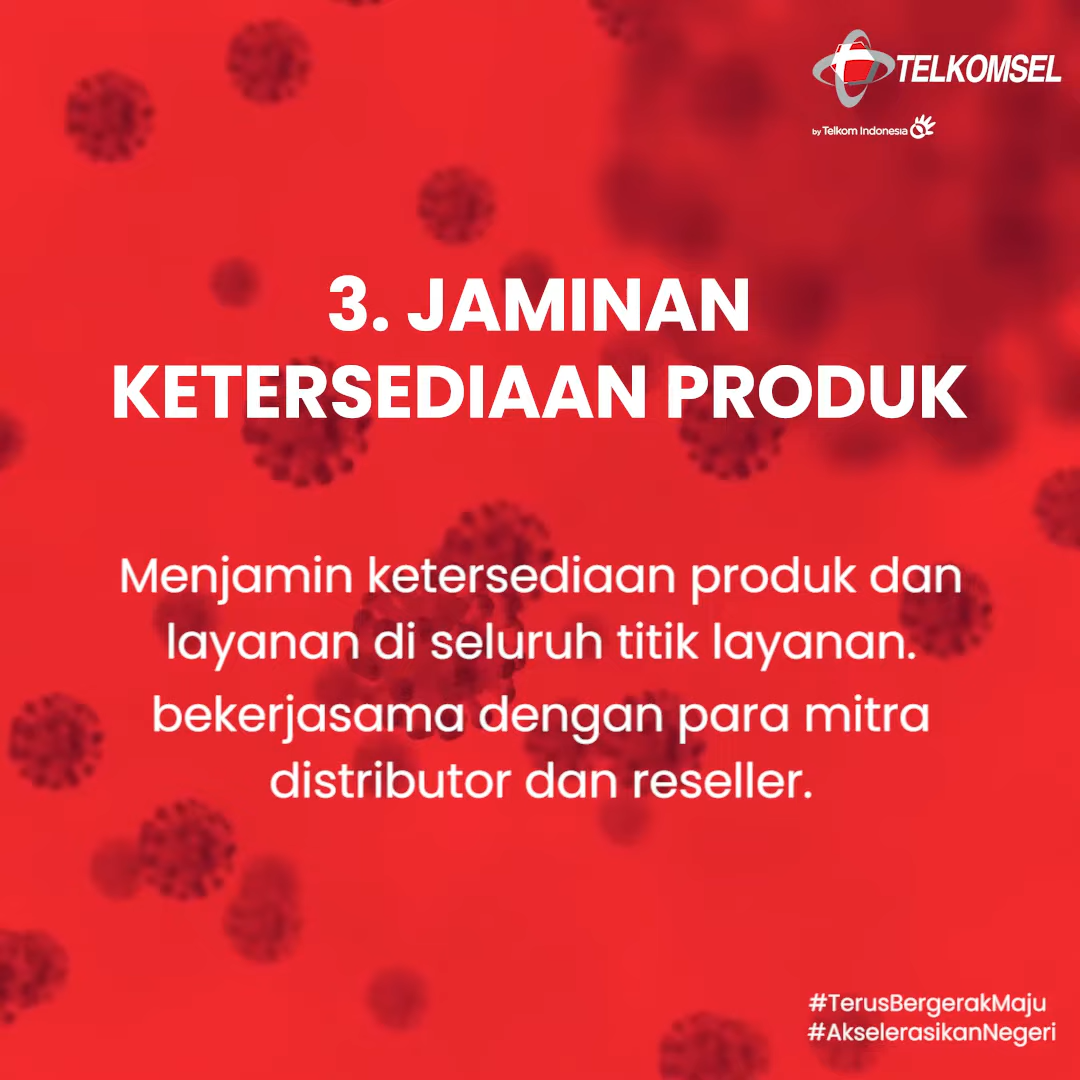 TELKOMSEL
by Telkom Indonesia
3. JAMINAN
KETERSEDIAAN PRODUK
Menjamin ketersediaan produk dan
layanan di seluruh titik layanan.
bekerjasama dengan para mitra
distributor dan reseller.
#TerusBergerakMaju
#AkselerasikanNegeri